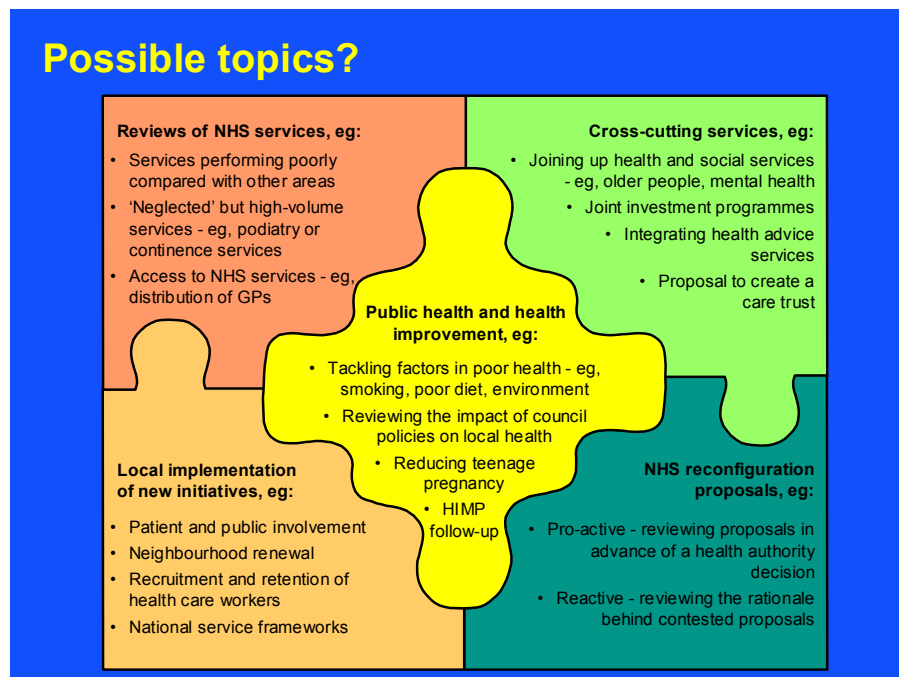 Possible topics?
Reviews of NHS services, eg:
• Services performing poorly
compared with other areas
• ‘Neglected’ but high-volume
services - eg, podiatry or
continence services
• Access to NHS services - eg,
distribution of GPs
Cross-cutting services, eg:
• Joining up health and social services
- eg, older people, mental health
• Joint investment programmes
• Integrating health advice
services
• Proposal to create a
care trust
Public health and health
improvement, eg:
• Tackling factors in poor health - eg,
smoking, poor diet, environment
• Reviewing the impact of council
policies on local health
• Reducing teenage
pregnancy
• HIMP
follow-up
Local implementation
of new initiatives, eg:
• Patient and public involvement
• Neighbourhood renewal
• Recruitment and retention of
health care workers
• National service frameworks
NHS reconfiguration
proposals, eg:
• Pro-active - reviewing proposals in
advance of a health authority
decision
• Reactive - reviewing the rationale
behind contested proposals